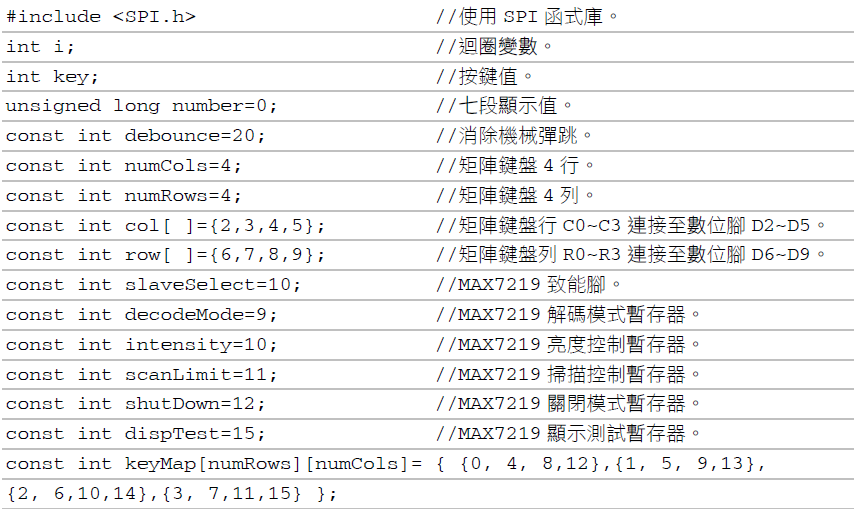 #include <SPI.h> //使用 SPI 函式庫。
int i; //迴圈變數。
int key; //按鍵值。
unsigned long number=0; //七段顯示值。
const int debounce=20; //消除機械彈跳。
const int numCols=4; //矩陣鍵盤 4 行。
const int numRows=4; //矩陣鍵盤 4 列。
const int col[ ]={2,3,4,5}; //矩陣鍵盤行 C0~C3 連接至數位腳 D2~D5。
const int row[ ]={6,7,8,9}; //矩陣鍵盤列 R0~R3 連接至數位腳 D6~D9。
const int slaveSelect=10; //MAX7219 致能腳。
const int decodeMode=9; //MAX7219 解碼模式暫存器。
const int intensity=10; //MAX7219 亮度控制暫存器。
const int scanLimit=11; //MAX7219 掃描控制暫存器。
const int shutDown=12; //MAX7219 關閉模式暫存器。
const int dispTest=15; //MAX7219 顯示測試暫存器。
const int keyMap[numRows][numCols]= { {0, 4, 8,12},{1, 5, 9,13},
{2, 6,10,14},{3, 7,11,15} };